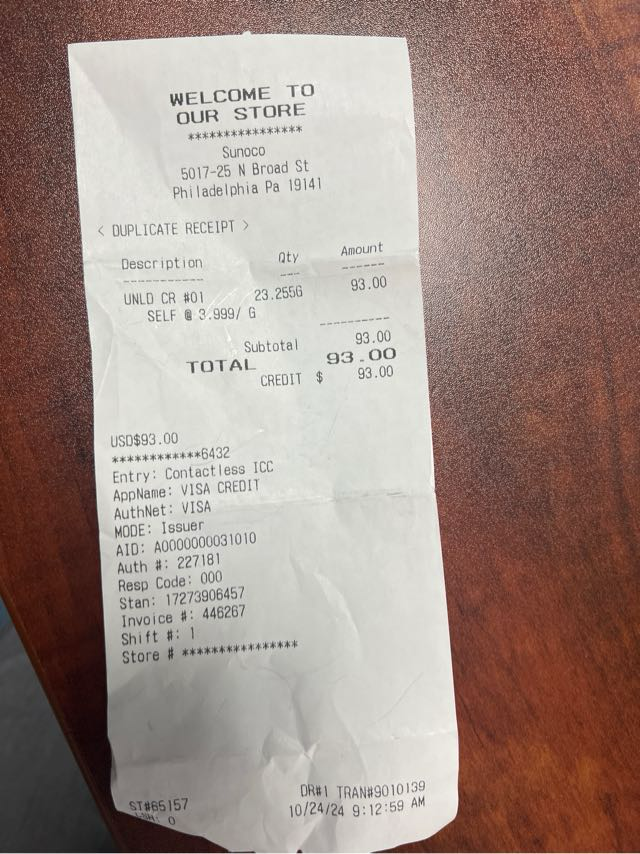 WELCOME TO
OUR STORE
****************
Sunoco
5017-25 N Broad St
Philadelphia Pa 19141
< DUPLICATE RECEIPT >
Description Qty Amount
----------- --- ------
UNLD CR #01 23.255G 93.00
SELF @ 3.999/ G
----------
Subtotal 93.00
TOTAL 93.00
CREDIT $ 93.00
USD$93.00
************6432
Entry: Contactless ICC
AppName: VISA CREDIT
AuthNet: VISA
MODE: Issuer
AID: A0000000031010
Auth #: 227181
Resp Code: 000
Stan: 17273906457
Invoice #: 446267
Shift #: 1
Store # ****************
ST#65157 DR#1 TRAN#9010139
0 10/24/24 9:12:59 AM